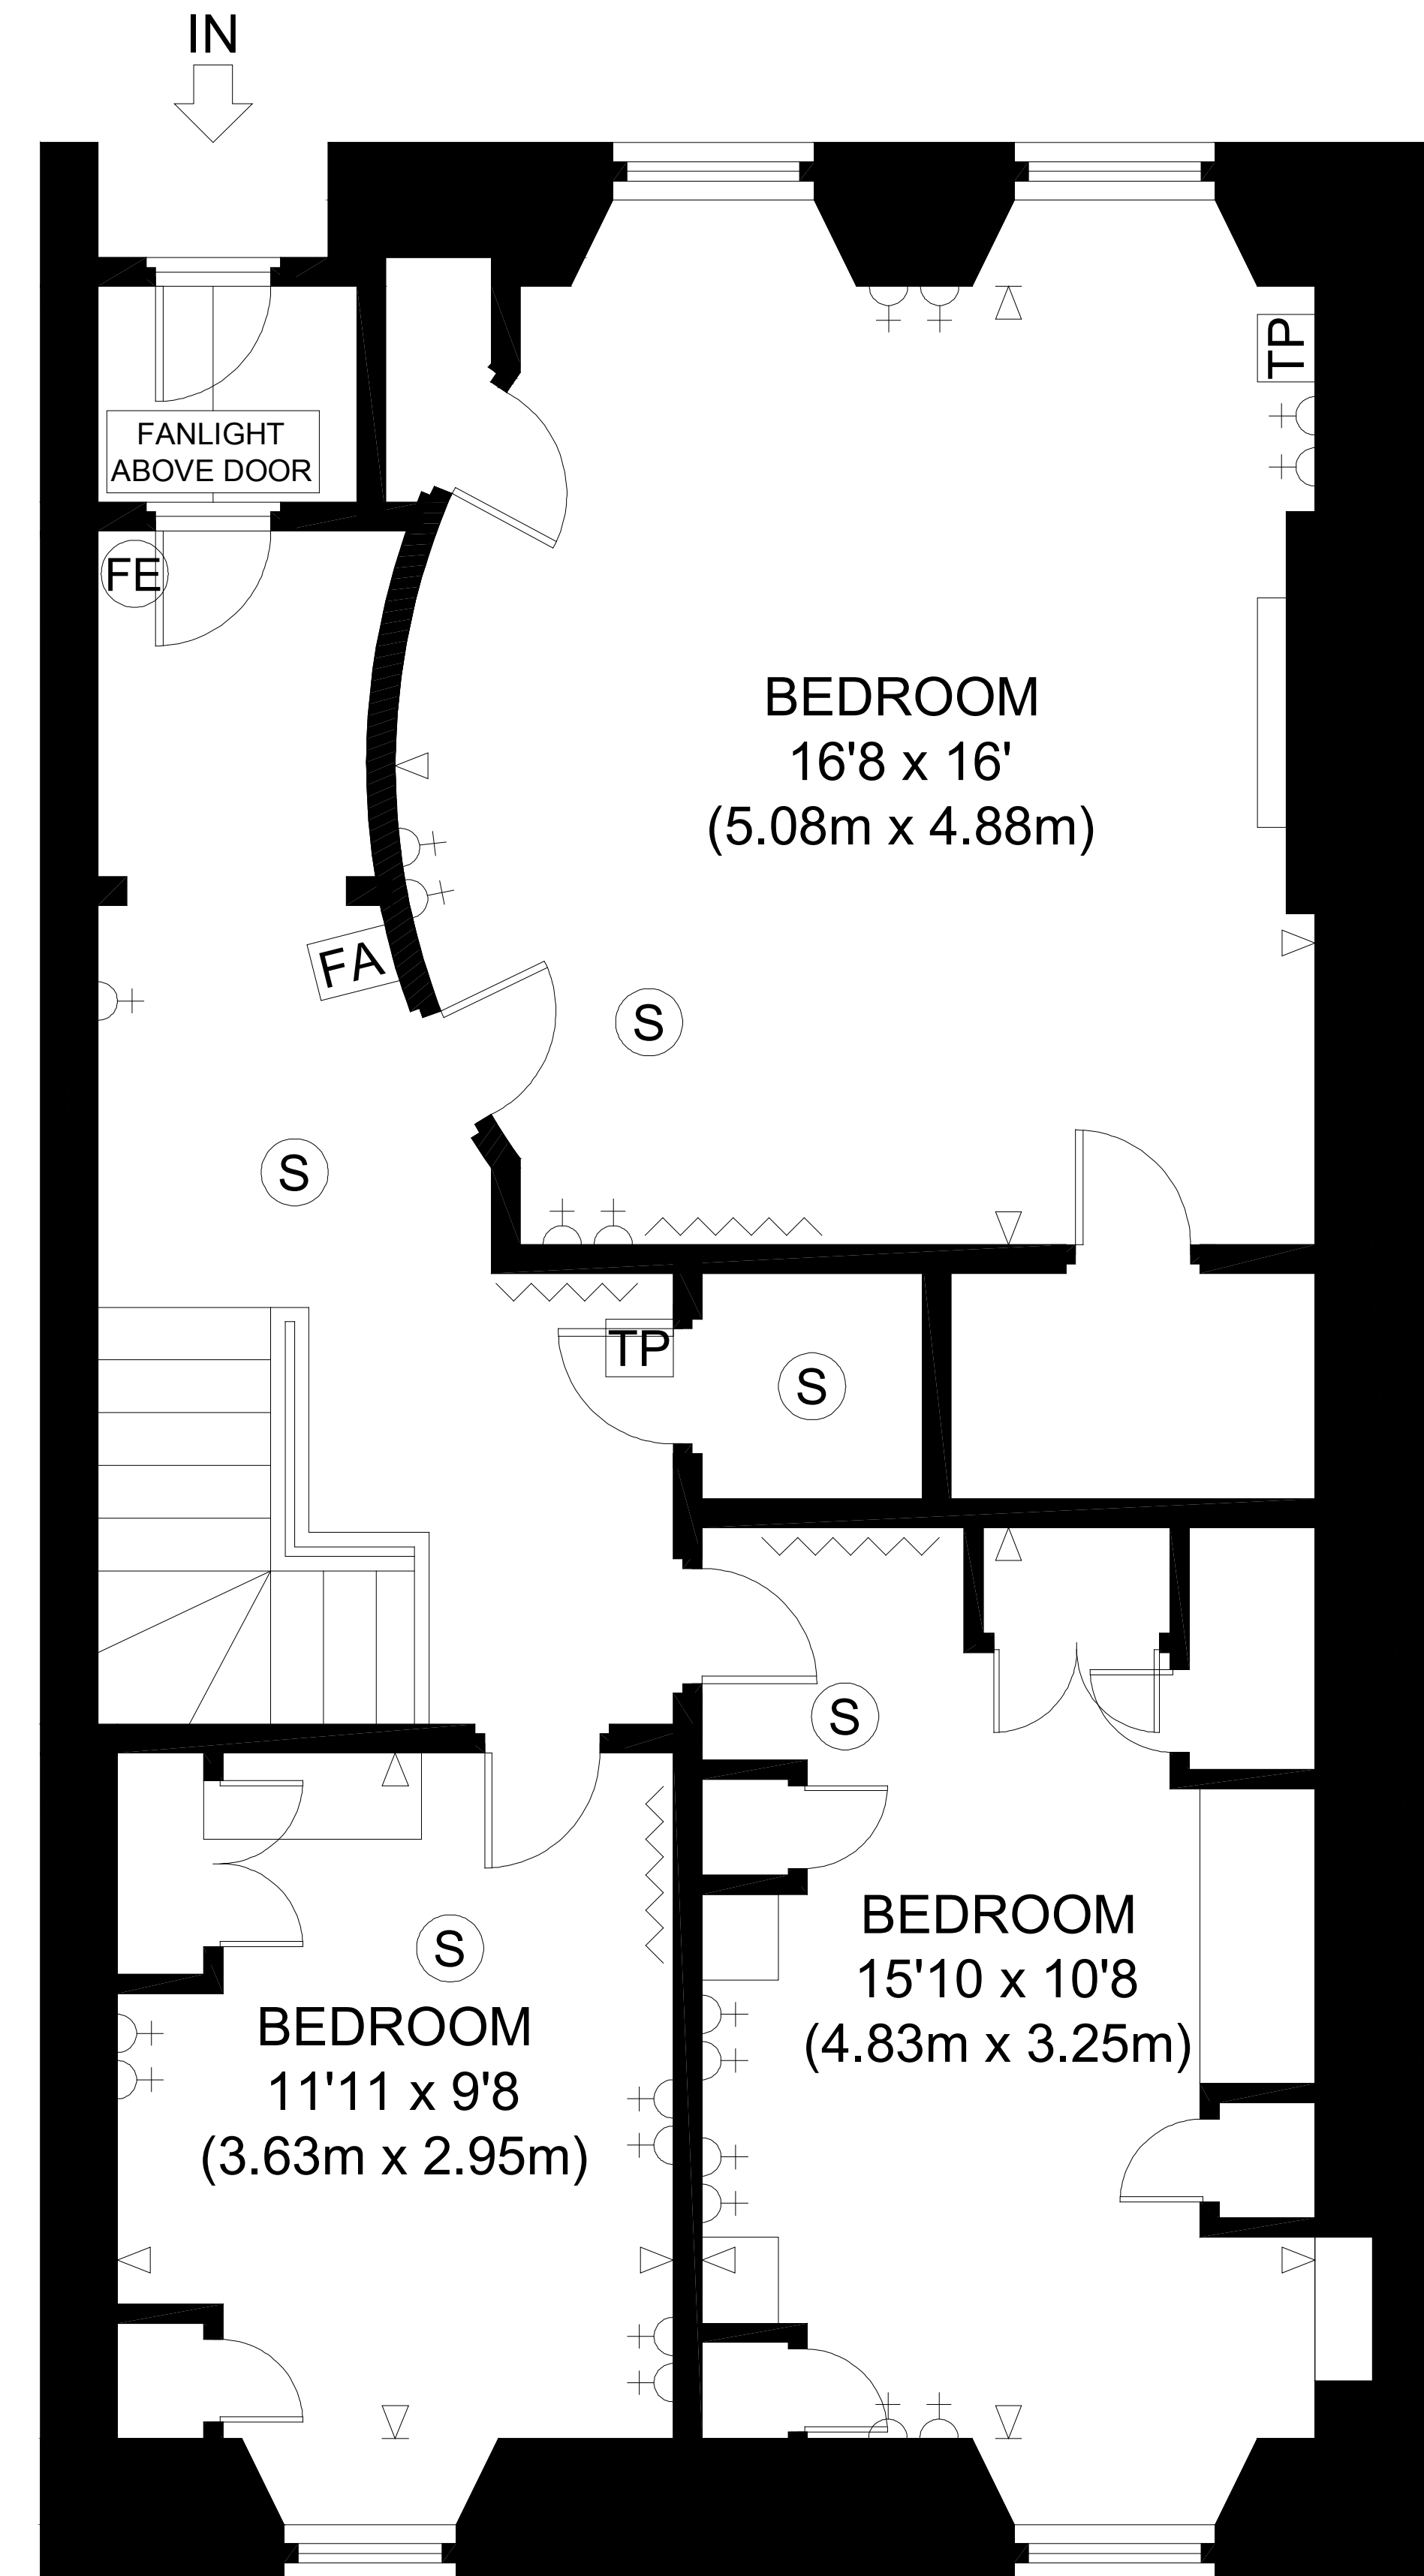 IN
FANLIGHT
ABOVE DOOR
TP
FE
BEDROOM
16'8 x 16'
(5.08m x 4.88m)
FA
S
S
TP
S
S
BEDROOM
15'10 x 10'8
(4.83m x 3.25m)
S
BEDROOM
11'11 x 9'8
(3.63m x 2.95m)